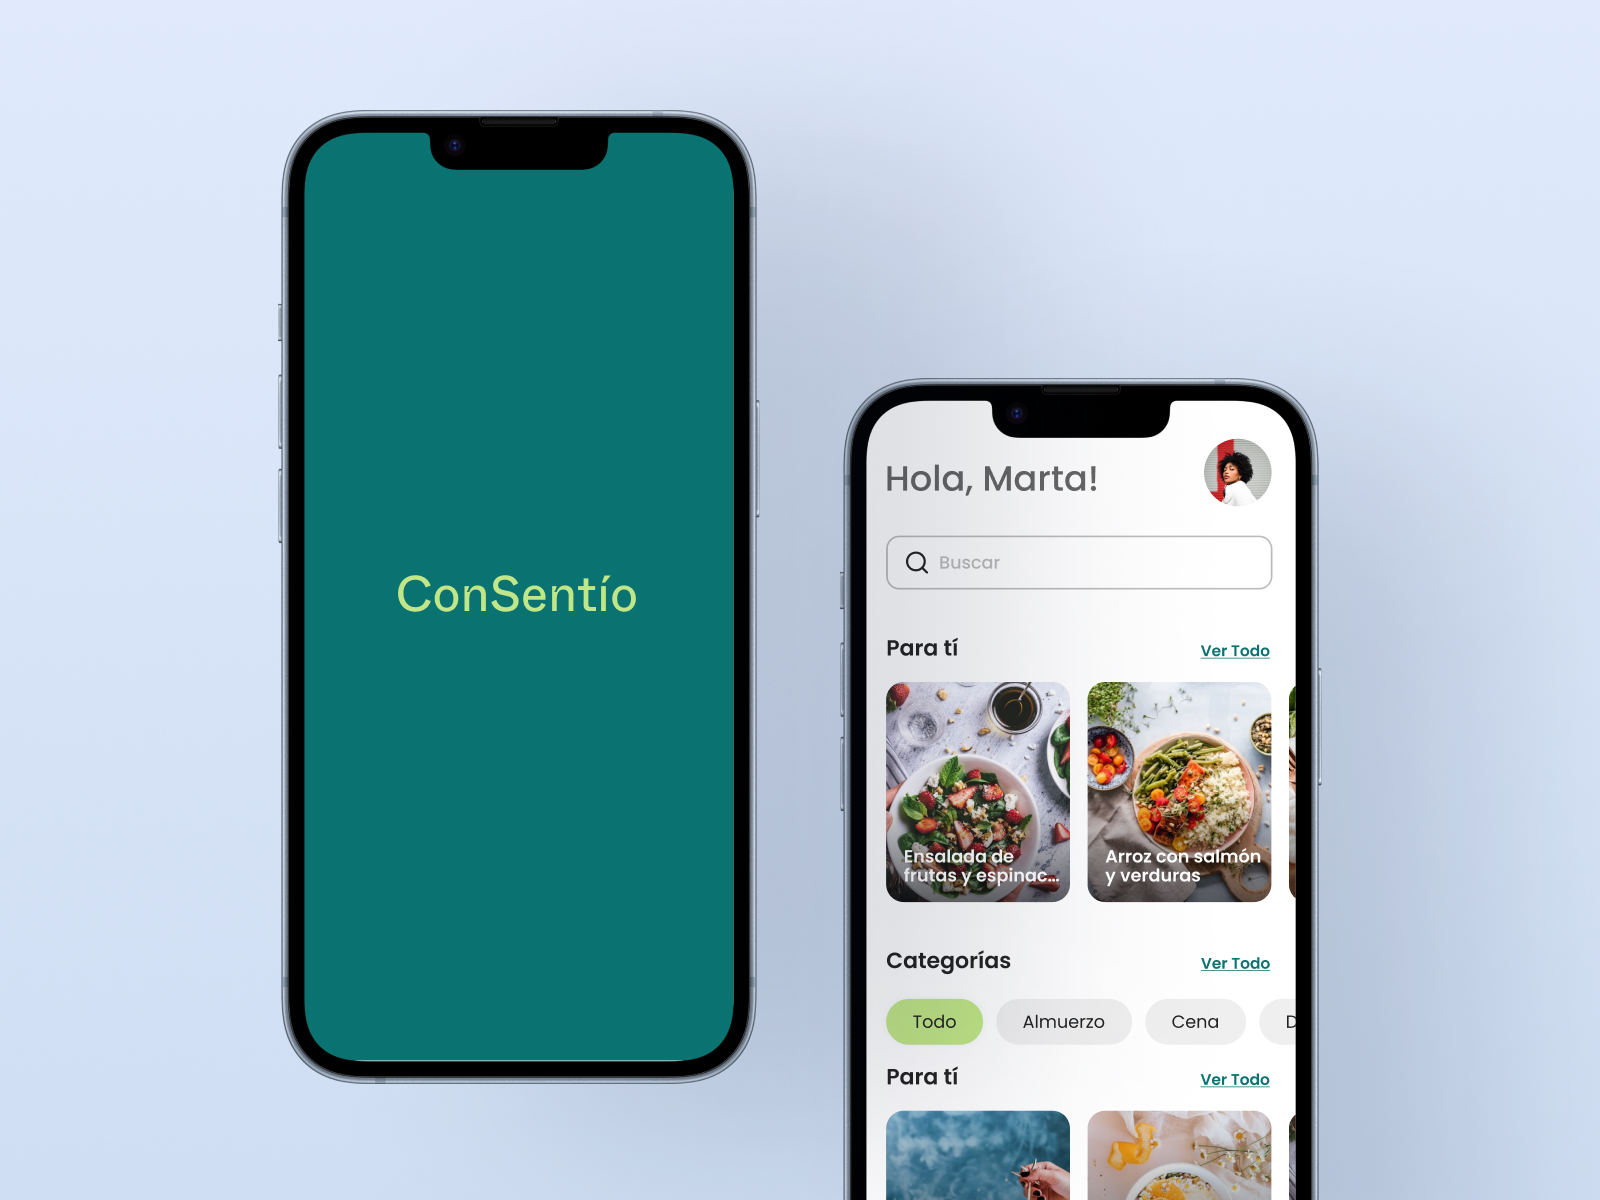 ConSentío
Hola, Marta!
Buscar
Para tí
Ver Todo
Ensalada de
frutas y espinac...
Arroz con salmón
y verduras
Categorías
Ver Todo
Todo
Almuerzo
Cena
D
Para tí
Ver Todo